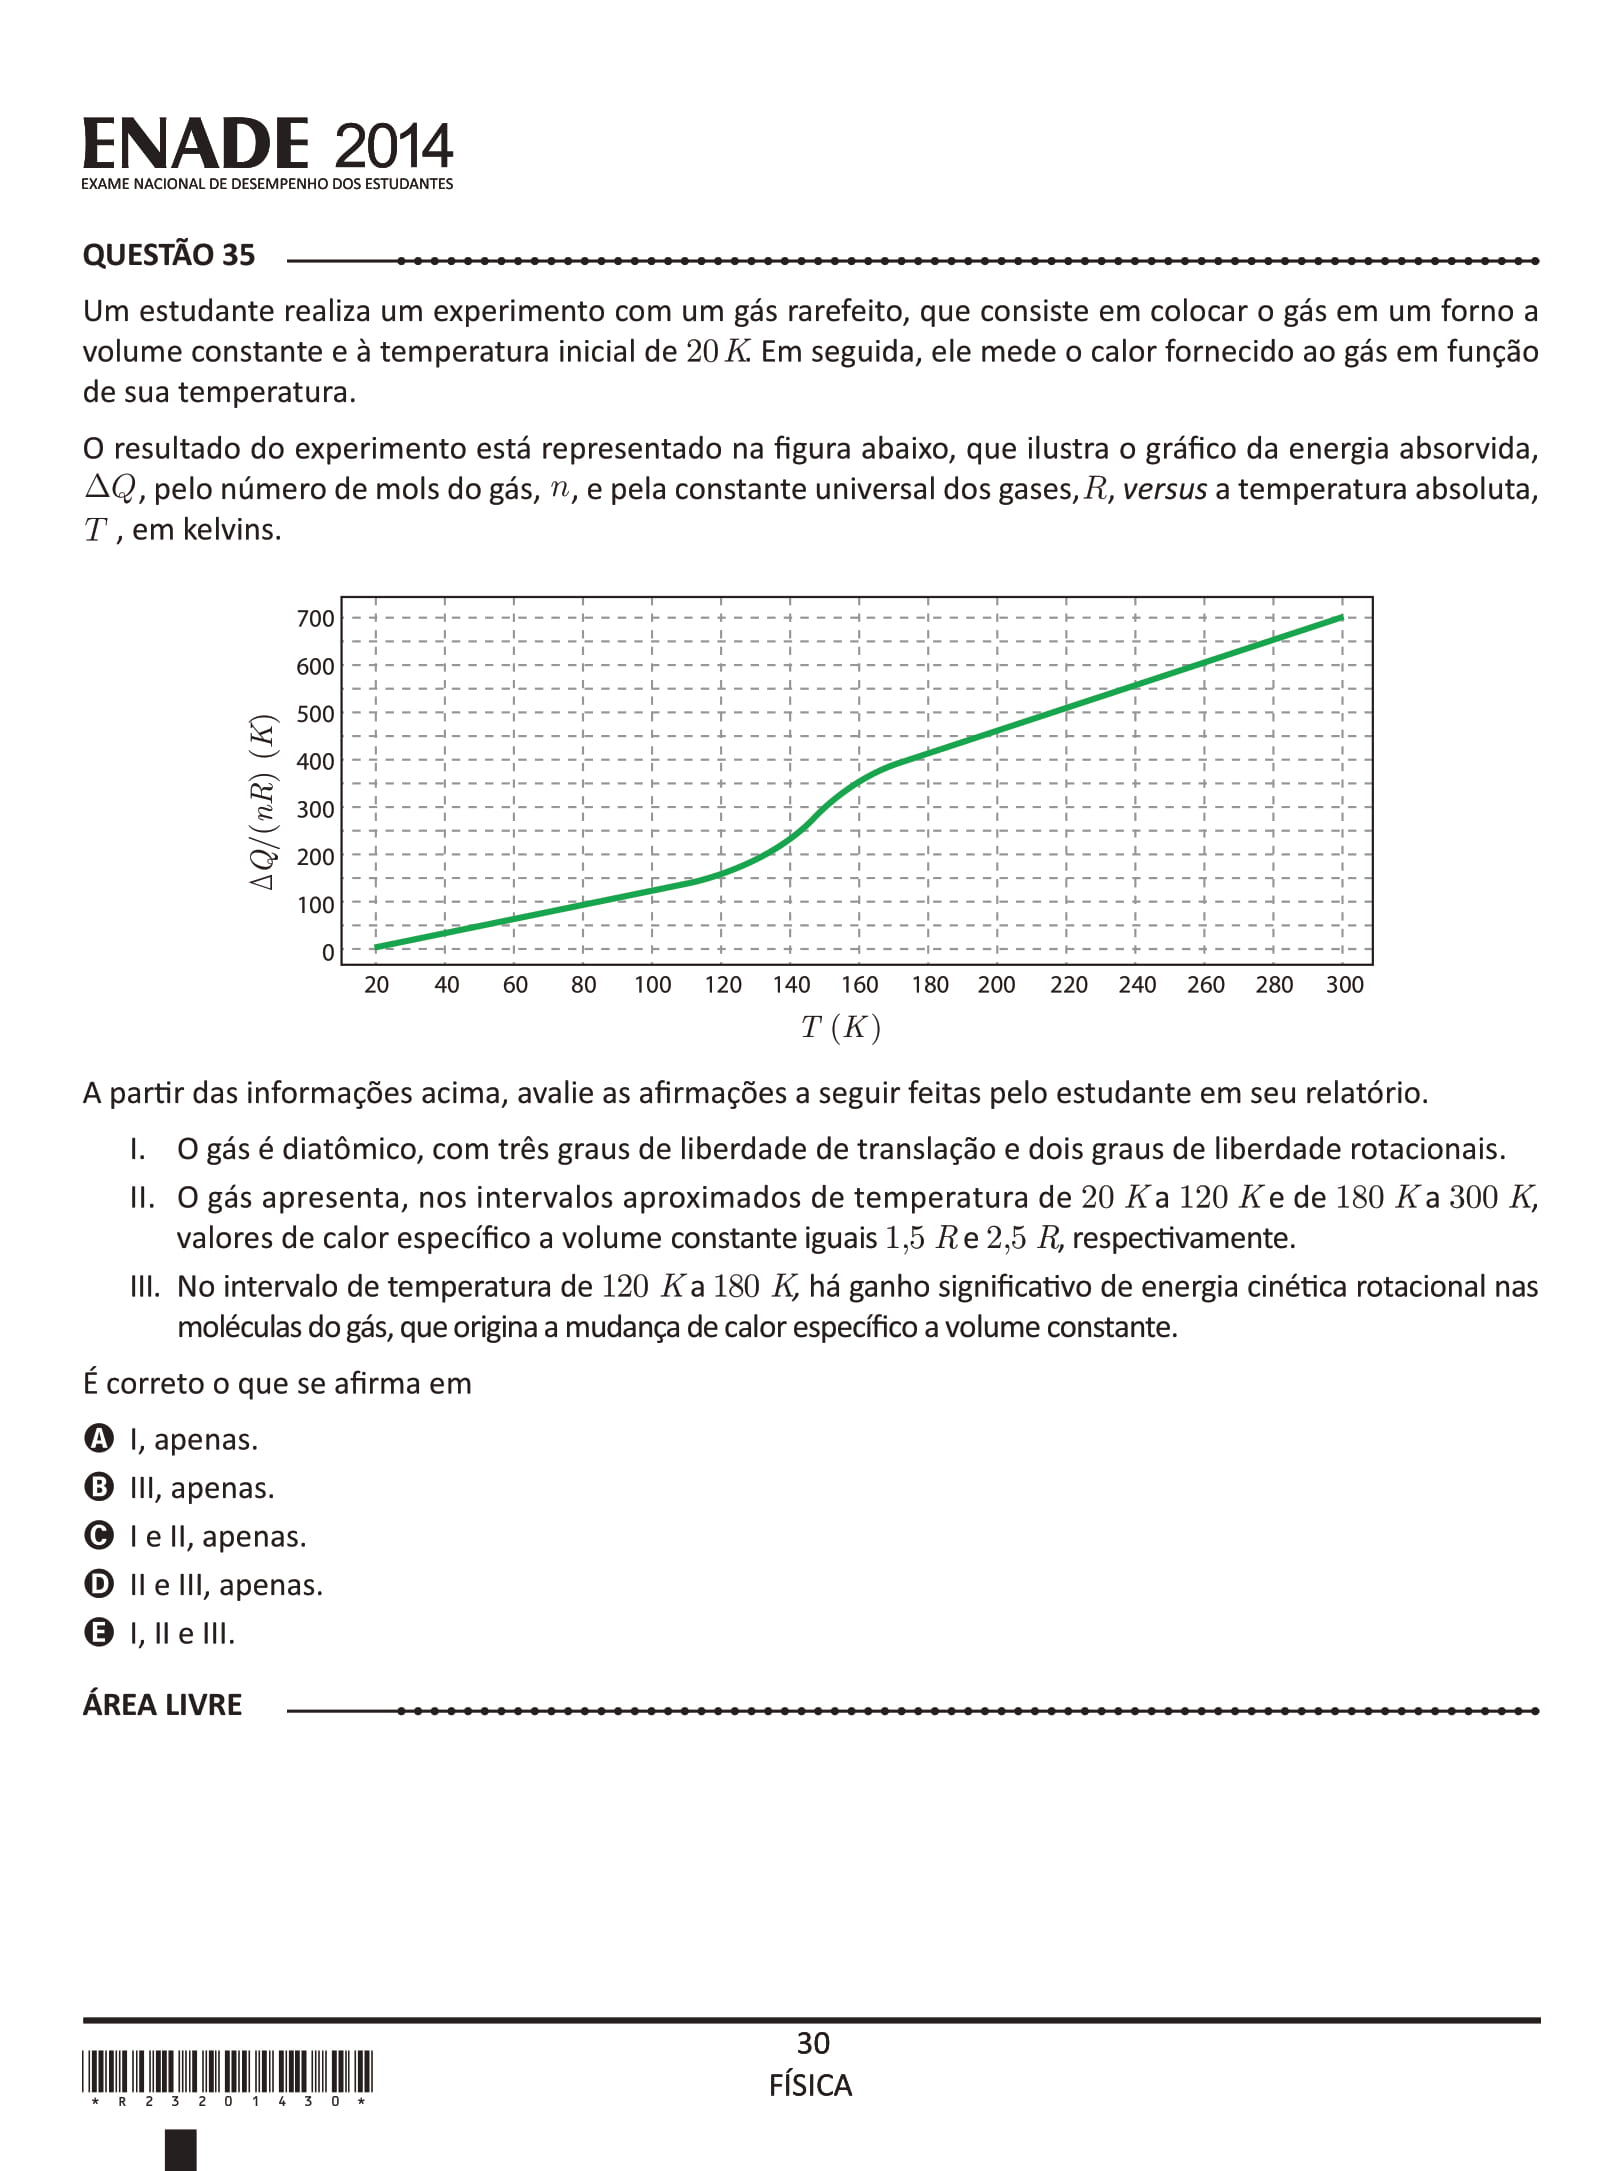 ENADE 2014
EXAME NACIONAL DE DESEMPENHO DOS ESTUDANTES
QUESTÃO 35
Um estudante realiza um experimento com um gás rarefeito, que consiste em colocar o gás em um forno a
volume constante e à temperatura inicial de 20 K. Em seguida, ele mede o calor fornecido ao gás em função
de sua temperatura.
O resultado do experimento está representado na figura abaixo, que ilustra o gráfico da energia absorvida,
ΔQ, pelo número de mols do gás, n, e pela constante universal dos gases, R, versus a temperatura absoluta,
T , em kelvins.
700
600
500
400
300
200
100
0
ΔQ/(nR) (K)
20 40 60 80 100 120 140 160 180 200 220 240 260 280 300
T (K)
A partir das informações acima, avalie as afirmações a seguir feitas pelo estudante em seu relatório.
I. O gás é diatômico, com três graus de liberdade de translação e dois graus de liberdade rotacionais.
II. O gás apresenta, nos intervalos aproximados de temperatura de 20 K a 120 K e de 180 K a 300 K,
valores de calor específico a volume constante iguais 1,5 R e 2,5 R, respectivamente.
III. No intervalo de temperatura de 120 K a 180 K, há ganho significativo de energia cinética rotacional nas
moléculas do gás, que origina a mudança de calor específico a volume constante.
É correto o que se afirma em
A I, apenas.
B III, apenas.
C I e II, apenas.
D II e III, apenas.
E I, II e III.
ÁREA LIVRE
30
FÍSICA
* R 2 3 2 0 1 4 3 0 *